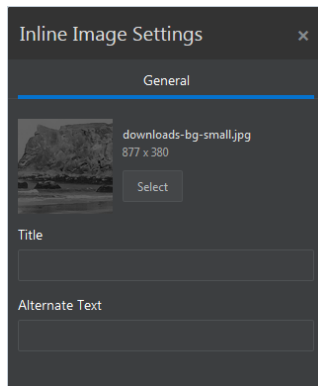 Inline Image Settings ×
General
downloads-bg-small.jpg
877 x 380
Select
Title
Alternate Text